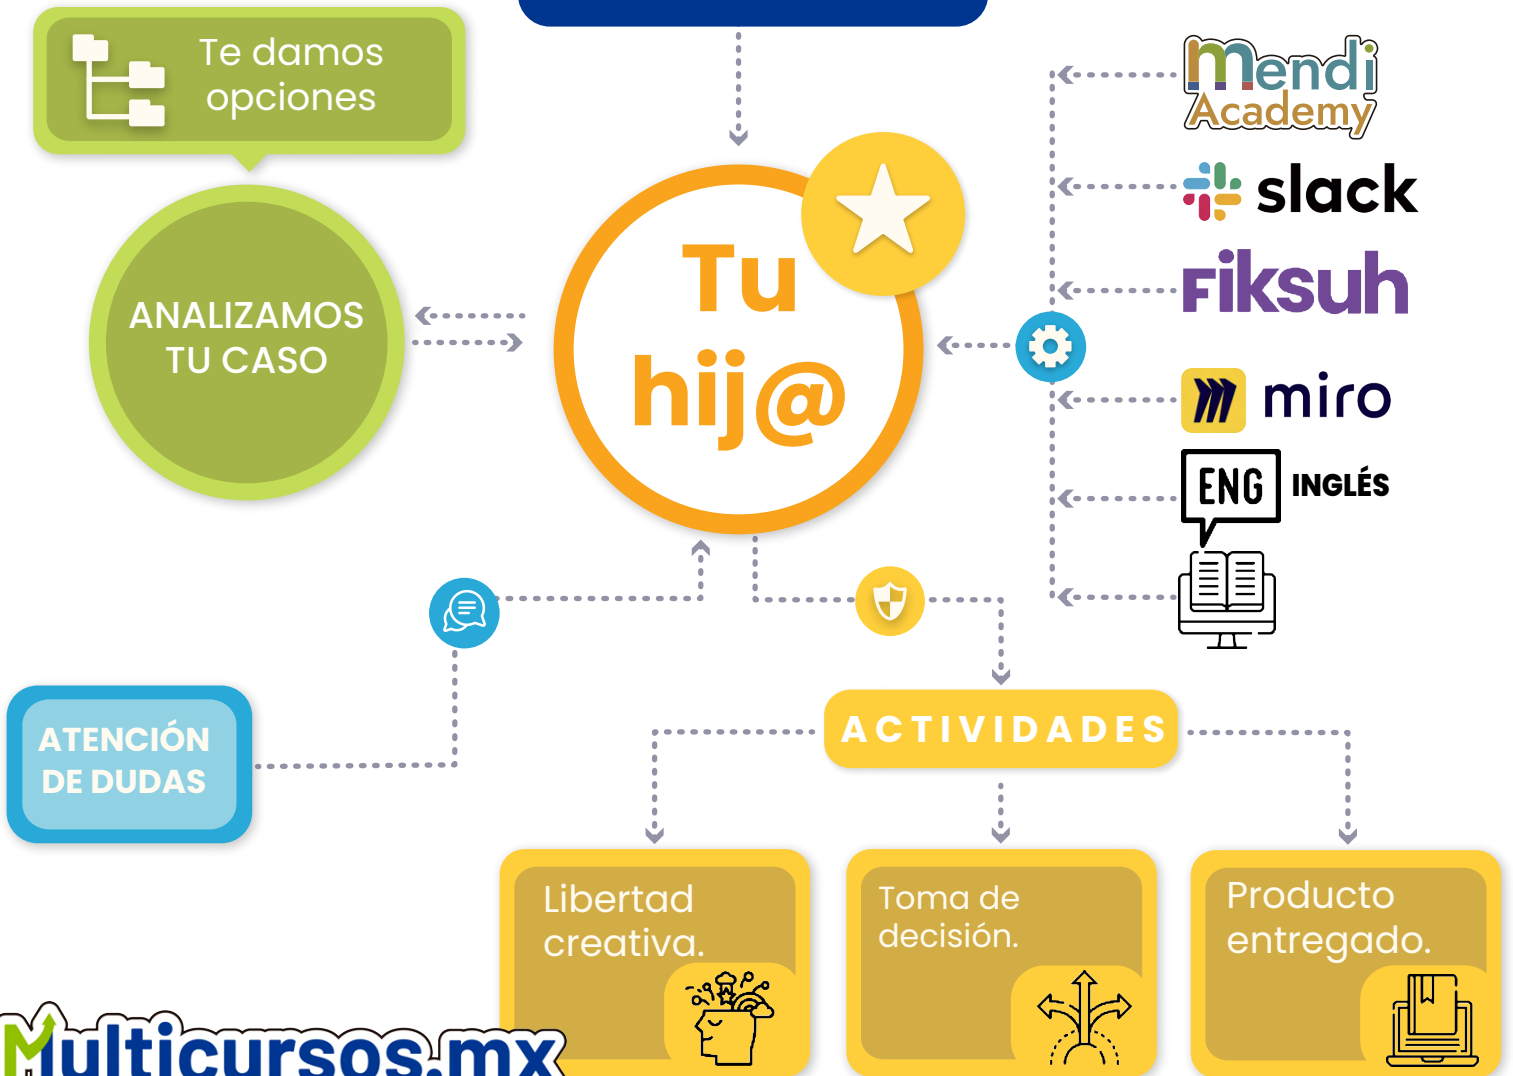 Te damos
opciones
ANALIZAMOS
TU CASO
Tu
hij@
Mendi
Academy
slack
Fiksuh
miro
ENG
INGLÉS
ATENCIÓN
DE DUDAS
ACTIVIDADES
Libertad
creativa.
Toma de
decisión.
Producto
entregado.
Multicursos.mx